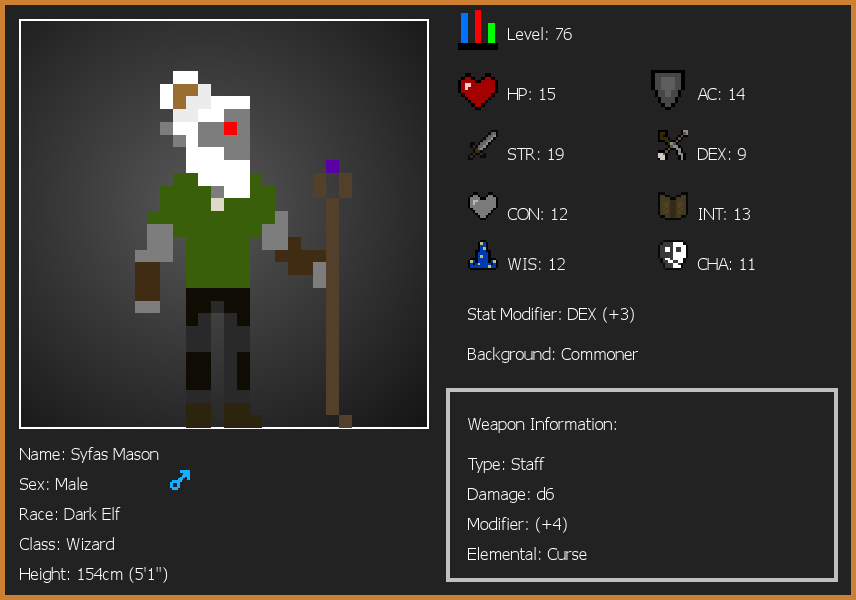 Level: 76
HP: 15
AC: 14
STR: 19
DEX: 9
CON: 12
INT: 13
WIS: 12
CHA: 11
Stat Modifier: DEX (+3)
Background: Commoner
Weapon Information:
Type: Staff
Damage: d6
Modifier: (+4)
Elemental: Curse
Name: Syfas Mason
Sex: Male
Race: Dark Elf
Class: Wizard
Height: 154cm (5'1")